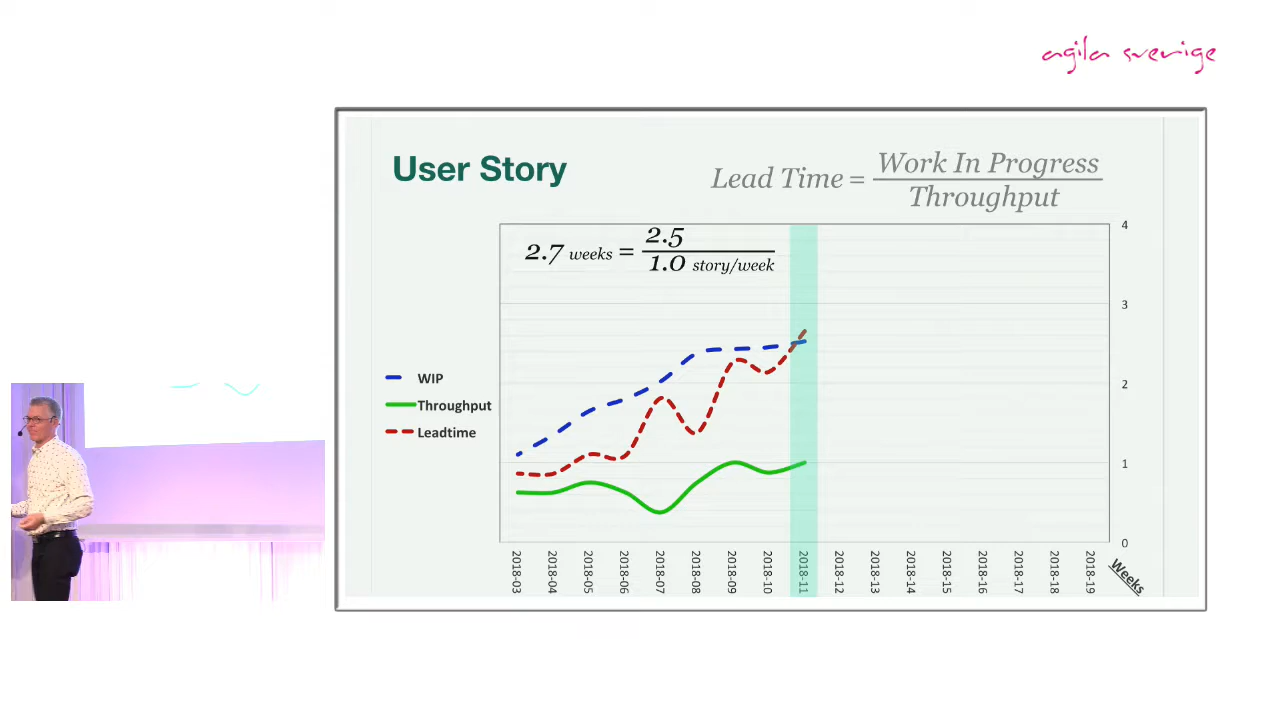 agila sverige
User Story
Lead Time = Work In Progress
Throughput
2.7 weeks = 2.5
1.0 story/week
4
3
2
1
0
WIP
Throughput
Leadtime
2018-03
2018-04
2018-05
2018-06
2018-07
2018-08
2018-09
2018-10
2018-11
2018-12
2018-13
2018-14
2018-15
2018-16
2018-17
2018-18
2018-19
Weeks